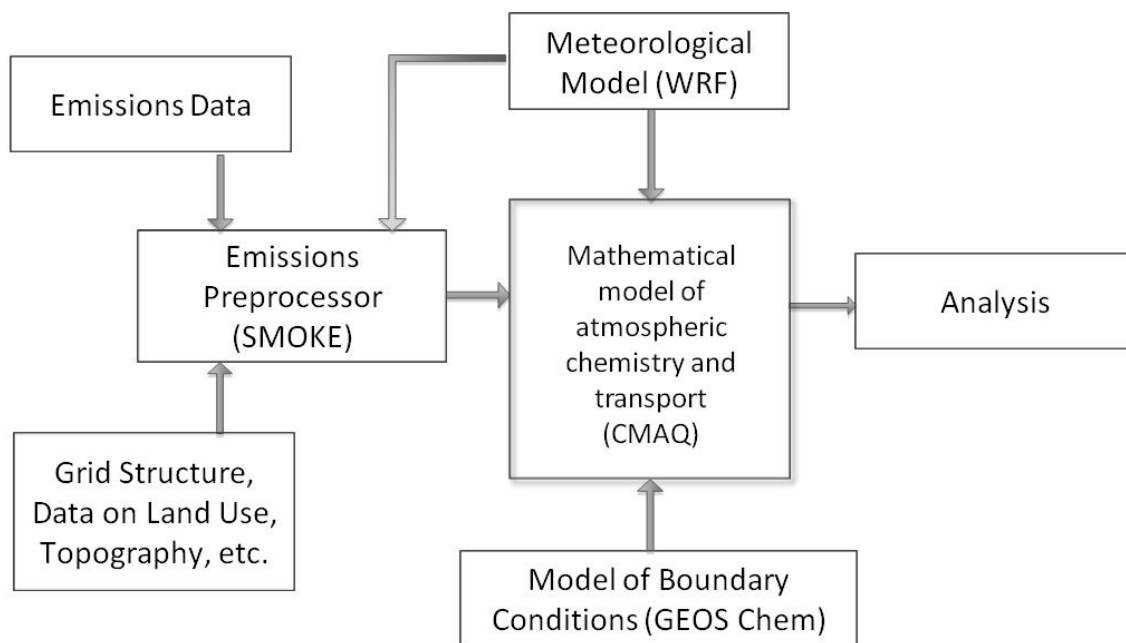 Meteorological
Model (WRF)
Emissions Data
Emissions
Preprocessor
(SMOKE)
Mathematical
model of
atmospheric
chemistry and
transport
(CMAQ)
Analysis
Grid Structure,
Data on Land Use,
Topography, etc.
Model of Boundary
Conditions (GEOS Chem)